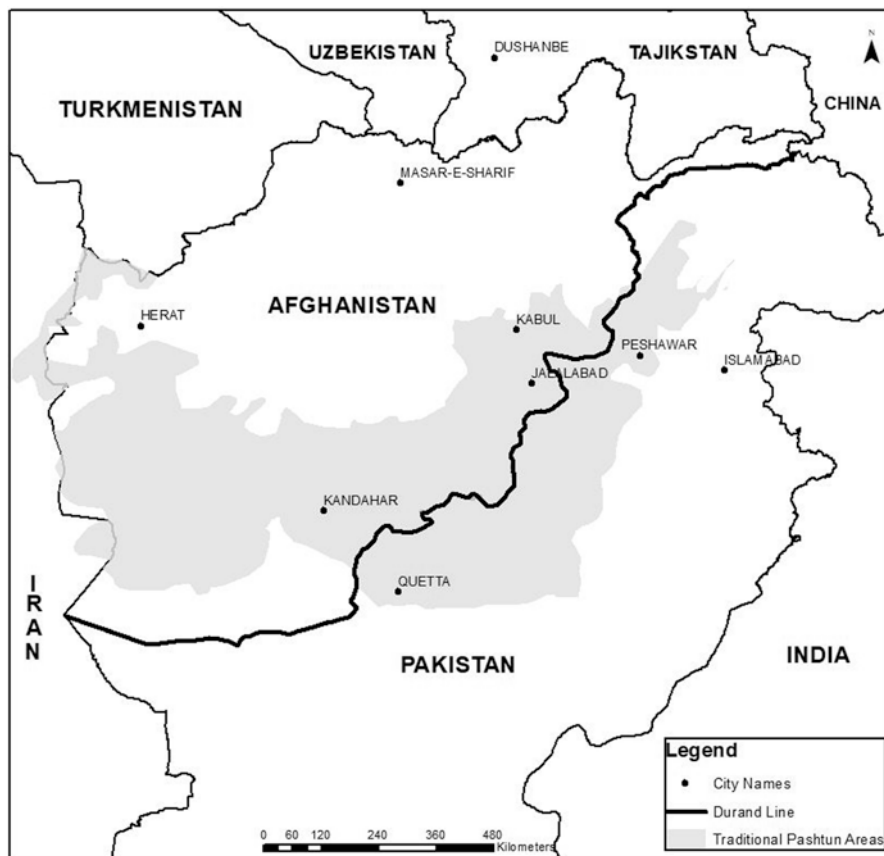 UZBEKISTAN
DUSHANBE
TAJIKSTAN
N
TURKMENISTAN
CHINA
MASAR-E-SHARIF
AFGHANISTAN
HERAT
KABUL
PESHAWAR
ISLAMABAD
JALALABAD
KANDAHAR
QUETTA
IRAN
PAKISTAN
INDIA
Legend
City Names
Durand Line
Traditional Pashtun Areas
0 60 120 240 360 480
Kilometers